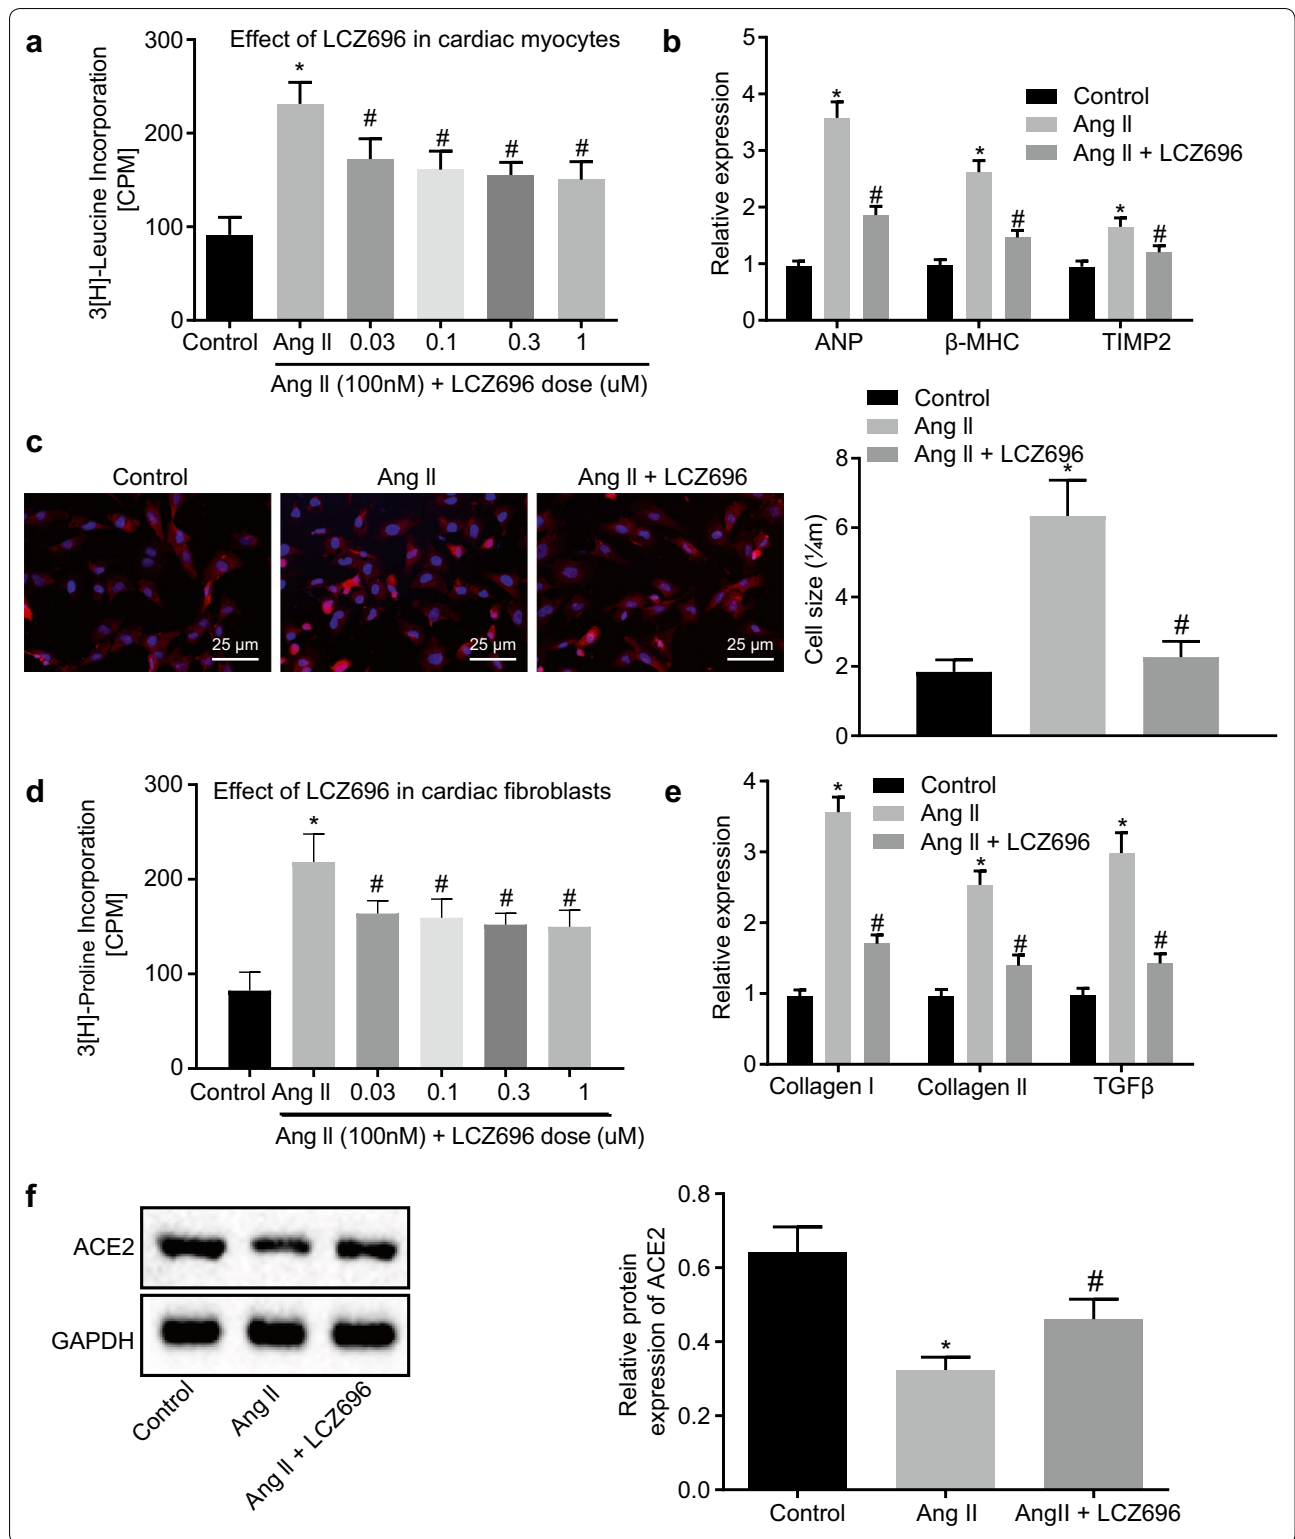 a
Effect of LCZ696 in cardiac myocytes
3[H]-Leucine Incorporation
[CPM]
300
200
100
0
*
#
#
#
#
Control Ang II 0.03 0.1 0.3 1
Ang II (100nM) + LCZ696 dose (uM)
b
Relative expression
5
4
3
2
1
0
Control
Ang II
Ang II + LCZ696
*
#
*
#
*
#
ANP β-MHC TIMP2
c
Control Ang II Ang II + LCZ696
25 µm 25 µm 25 µm
Control
Ang II
Ang II + LCZ696
Cell size (¼m)
8
6
4
2
0
*
#
d
Effect of LCZ696 in cardiac fibroblasts
3[H]-Proline Incorporation
[CPM]
300
200
100
0
*
#
#
#
#
Control Ang II 0.03 0.1 0.3 1
Ang II (100nM) + LCZ696 dose (uM)
e
Relative expression
4
3
2
1
0
Control
Ang II
Ang II + LCZ696
*
#
*
#
*
#
Collagen I Collagen II TGFβ
f
ACE2
GAPDH
Control
Ang II
Ang II + LCZ696
Relative protein
expression of ACE2
0.8
0.6
0.4
0.2
0.0
*
#
Control Ang II AngII + LCZ696